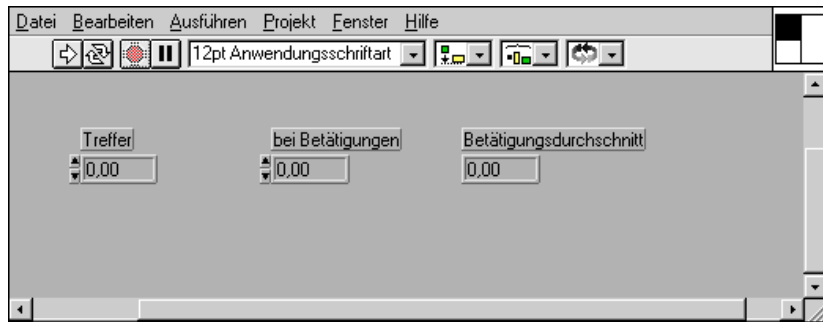 Datei Bearbeiten Ausführen Projekt Fenster Hilfe
12pt Anwendungsschriftart
Treffer bei Betätigungen Betätigungsdurchschnitt
0,00 0,00 0,00